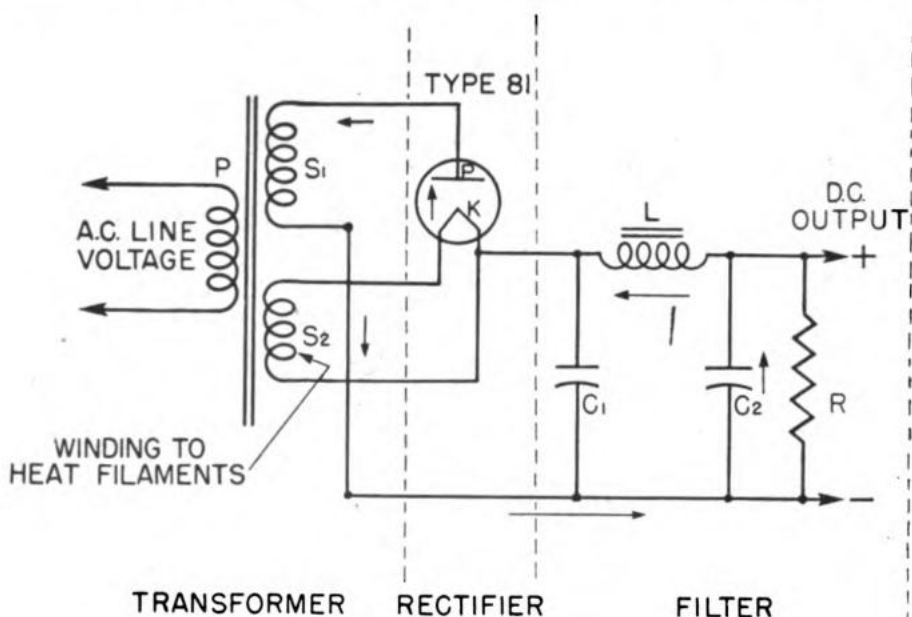 TYPE 81
P
S1
P
K
A.C. LINE
VOLTAGE
L
D.C.
OUTPUT
+
S2
C1
C2
R
WINDING TO
HEAT FILAMENTS
−
TRANSFORMER RECTIFIER FILTER